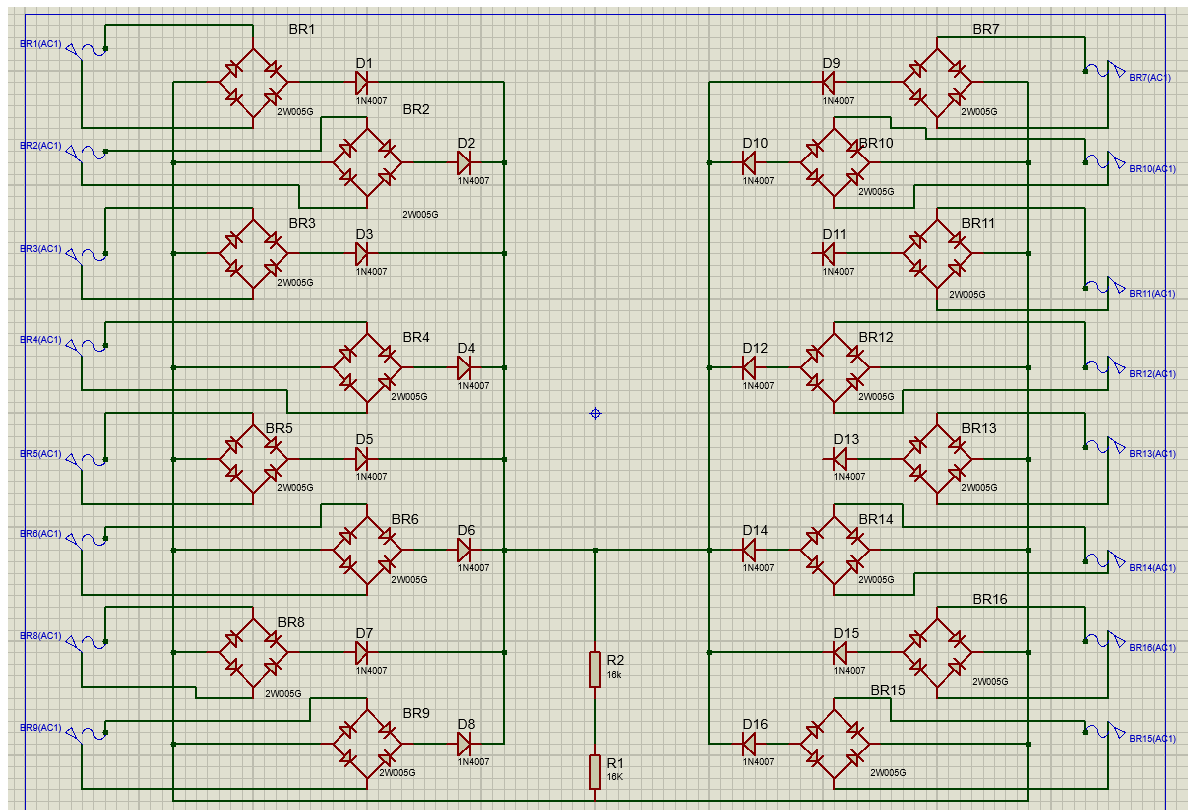 BR1
BR1(AC1)
D1
1N4007
2W005G
BR2
BR2(AC1)
D2
1N4007
2W005G
BR3
BR3(AC1)
D3
1N4007
2W005G
BR4
BR4(AC1)
D4
1N4007
2W005G
BR5
BR5(AC1)
D5
1N4007
2W005G
BR6
BR6(AC1)
D6
1N4007
2W005G
BR8
BR8(AC1)
D7
1N4007
2W005G
BR9
BR9(AC1)
D8
1N4007
2W005G
R2
16k
R1
16K
BR7
D9
BR7(AC1)
1N4007
2W005G
D10
BR10
BR10(AC1)
1N4007
2W005G
BR11
D11
1N4007
2W005G
BR11(AC1)
BR12
D12
BR12(AC1)
1N4007
2W005G
BR13
D13
BR13(AC1)
1N4007
2W005G
BR14
D14
BR14(AC1)
1N4007
2W005G
BR16
D15
BR16(AC1)
1N4007
2W005G
BR15
D16
BR15(AC1)
1N4007
2W005G